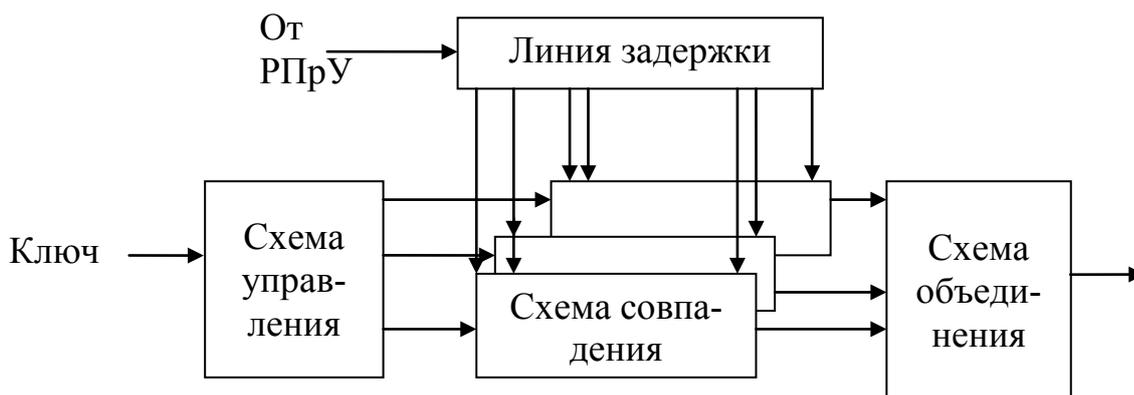 От
РПрУ
Линия задержки
Ключ
Схема
управ-
ления
Схема совпа-
дения
Схема
объеди-
нения